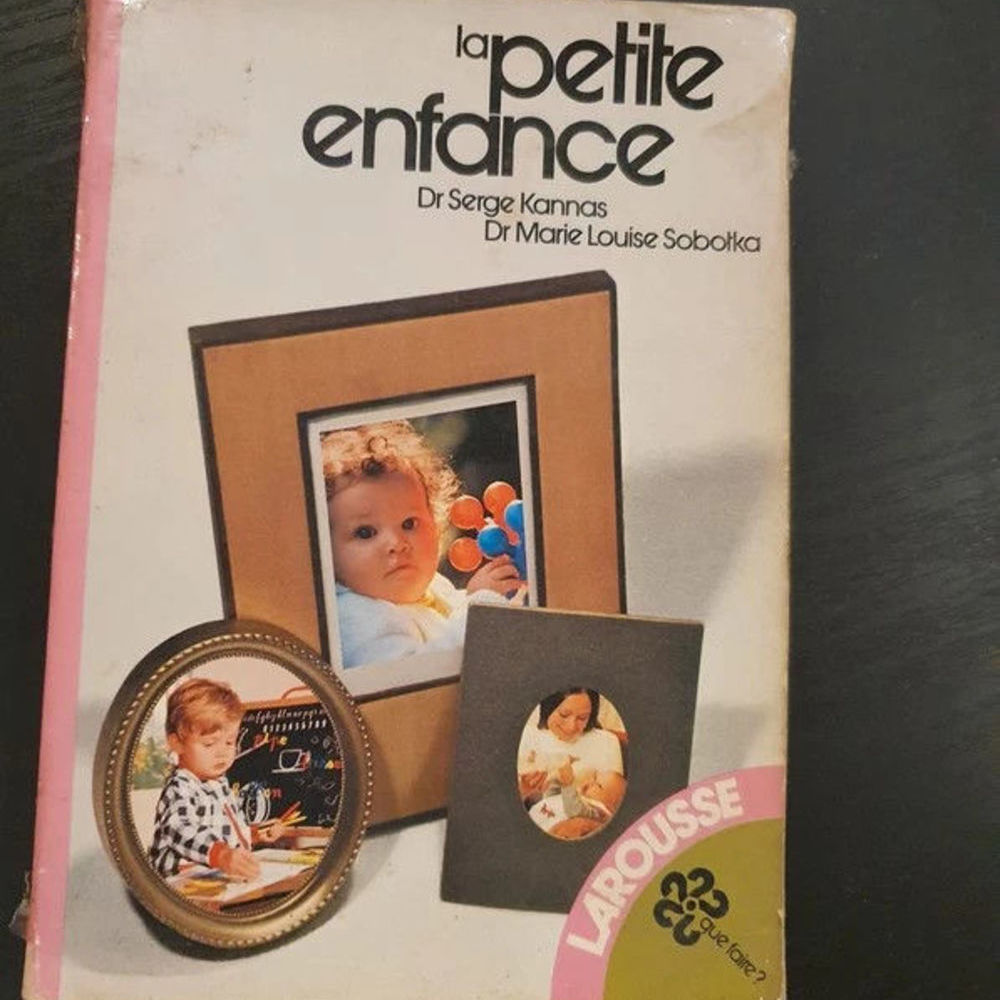 la petite
enfance
Dr Serge Kannas
Dr Marie Louise Sobotka
LAROUSSE
que faire?